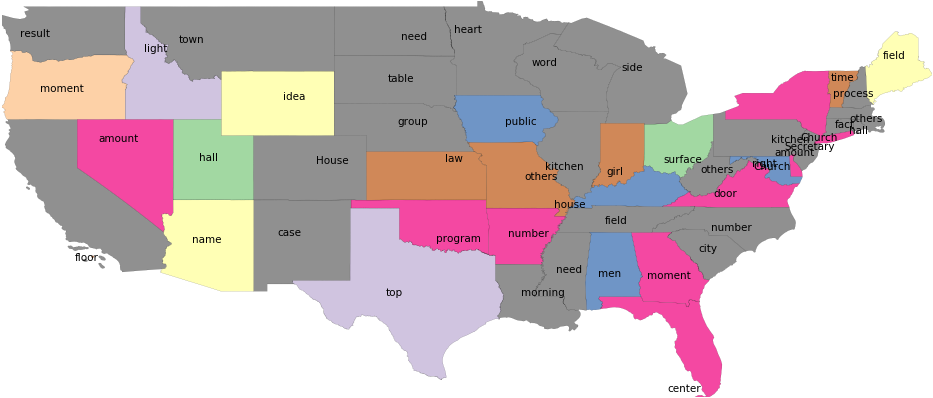 result
light
town
need
heart
word
side
field
moment
idea
table
time
process
amount
hall
House
group
public
law
others
kitchen
girl
surface
others
kitchen
Church
fact
others
hall
Secretary
amount
right
Church
door
house
name
case
program
number
field
number
city
floor
top
morning
need
men
moment
center